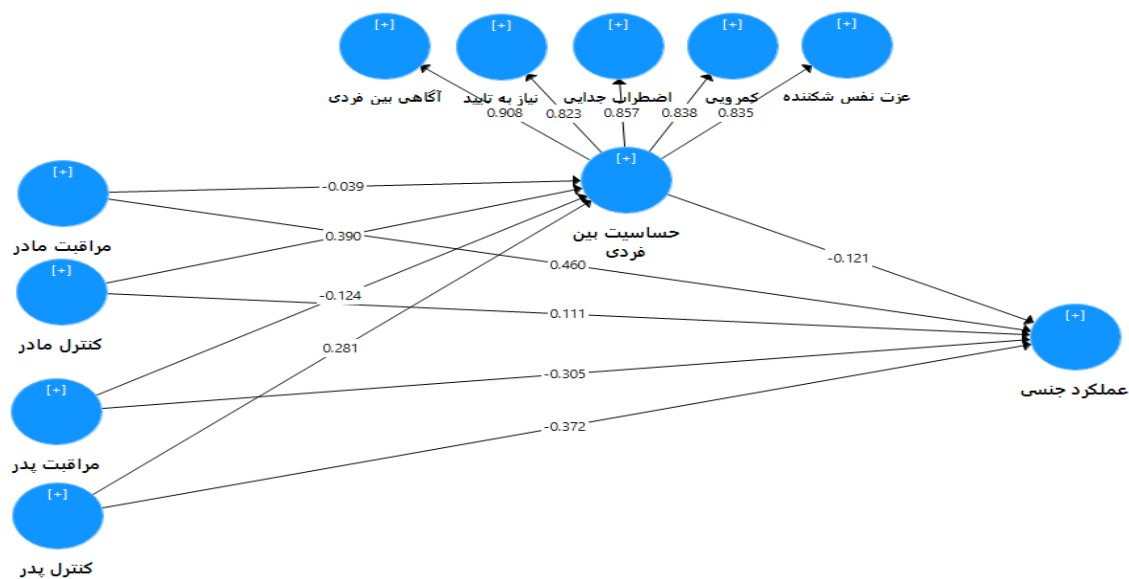 [+] [+] [+] [+] [+]
آگاهی بین فردی نیاز به تایید اضطراب جدایی کمرویی عزت نفس شکننده
0.908 0.823 0.857 0.838 0.835
[+]
حساسیت بین
فردی
[+]
مراقبت مادر
-0.039
0.390
0.460
-0.121
[+]
کنترل مادر
-0.124
0.111
[+]
عملکرد جنسی
0.281
-0.305
[+]
مراقبت پدر
-0.372
[+]
کنترل پدر